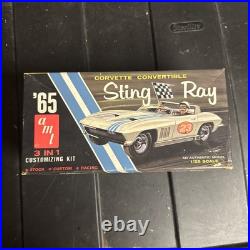 CORVETTE CONVERTIBLE
Sting Ray
'65
amt
3 IN 1
CUSTOMIZING KIT
STOCK • CUSTOM • RACING
23
1/25 SCALE